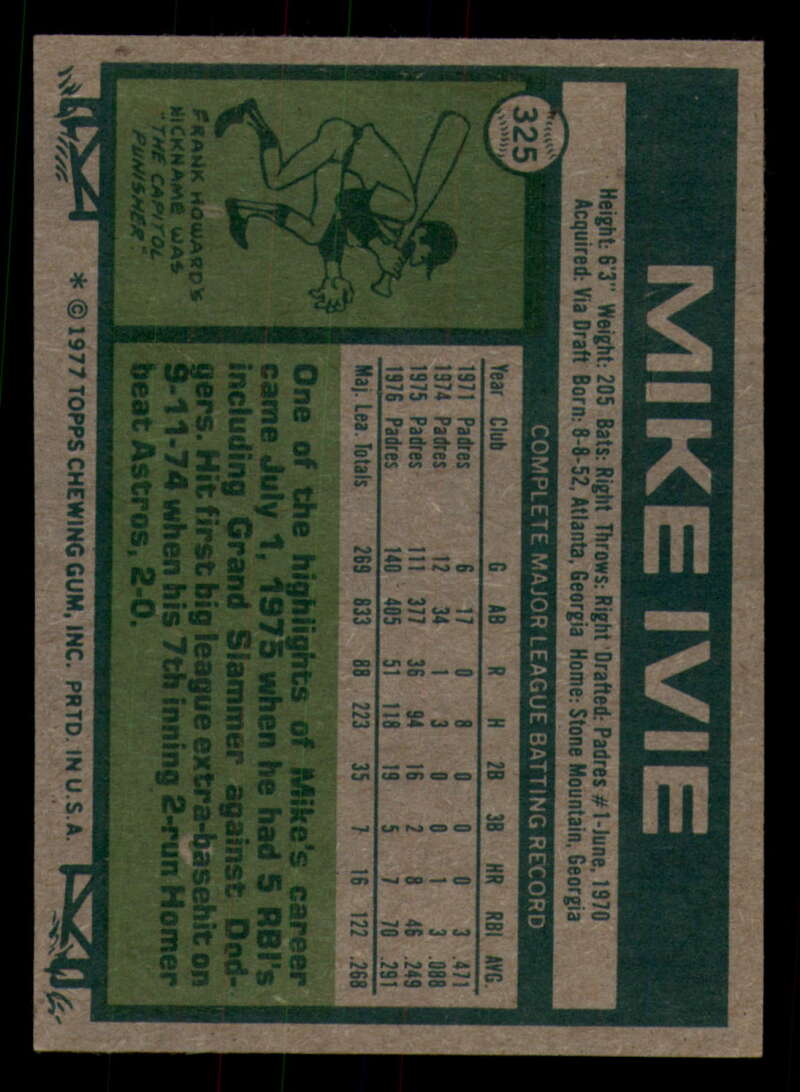 MIKE IVIE
Height: 6'3" Weight: 205 Bats: Right Throws: Right Drafted: Padres #1-June, 1970
Acquired: Via Draft Born: 8-8-52, Atlanta, Georgia Home: Stone Mountain, Georgia
325
COMPLETE MAJOR LEAGUE BATTING RECORD
Year Club G AB R H 2B 3B HR RBI AVG.
1971 Padres 6 17 0 8 0 0 0 3 .471
1974 Padres 12 34 1 3 0 0 1 3 .088
1975 Padres 111 377 36 94 16 2 8 46 .249
1976 Padres 140 405 51 118 19 5 7 70 .291
Maj. Lea. Totals 269 833 88 223 35 7 16 122 .268
FRANK HOWARD'S
NICKNAME WAS
"THE CAPITOL
PUNISHER"
One of the highlights of Mike's career
came July 1, 1975 when he had 5 RBI's
including Grand Slammer against Dod-
gers. Hit first big league extra-basehit on
9-11-74 when his 7th inning 2-run Homer
beat Astros, 2-0.
* © 1977 TOPPS CHEWING GUM, INC. PRTD. IN U.S.A.